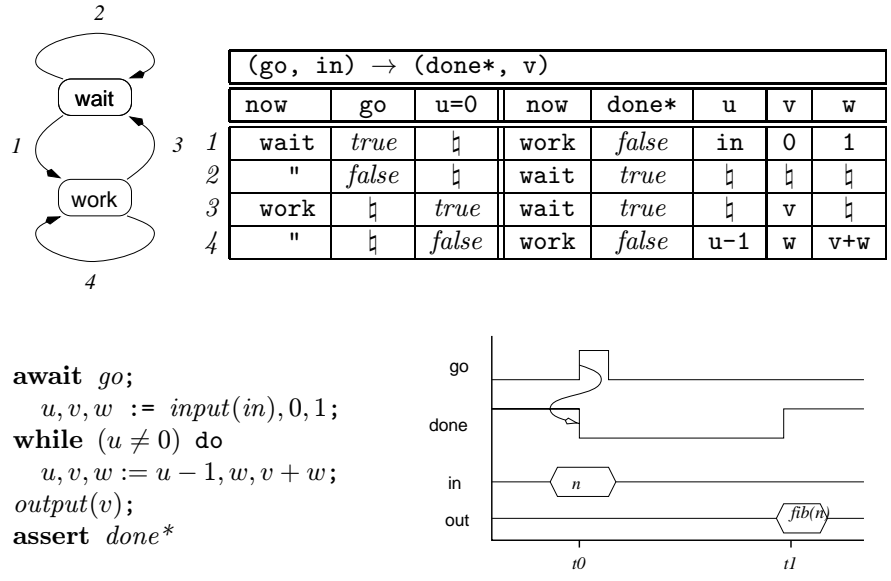 2
wait
1
3
work
4
(go, in) → (done*, v)
now go u=0 now done* u v w
1 wait true ♮ work false in 0 1
2 " false ♮ wait true ♮ ♮ ♮
3 work ♮ true wait true ♮ v ♮
4 " ♮ false work false u-1 w v+w
await go;
u, v, w := input(in), 0, 1;
while (u ≠ 0) do
u, v, w := u − 1, w, v + w;
output(v);
assert done*
go
done
in n
out fib(n)
t0 t1